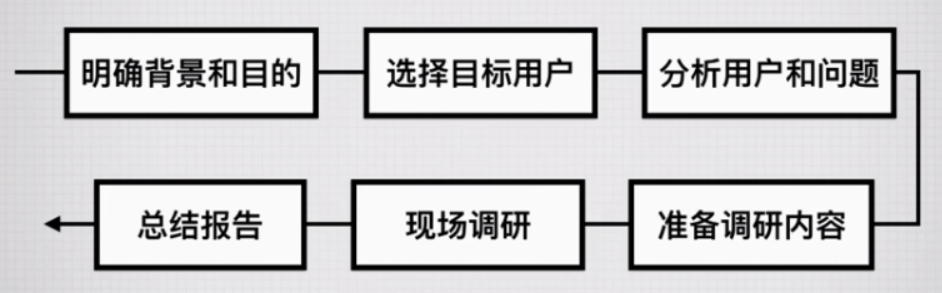 明确背景和目的
选择目标用户
分析用户和问题
准备调研内容
现场调研
总结报告